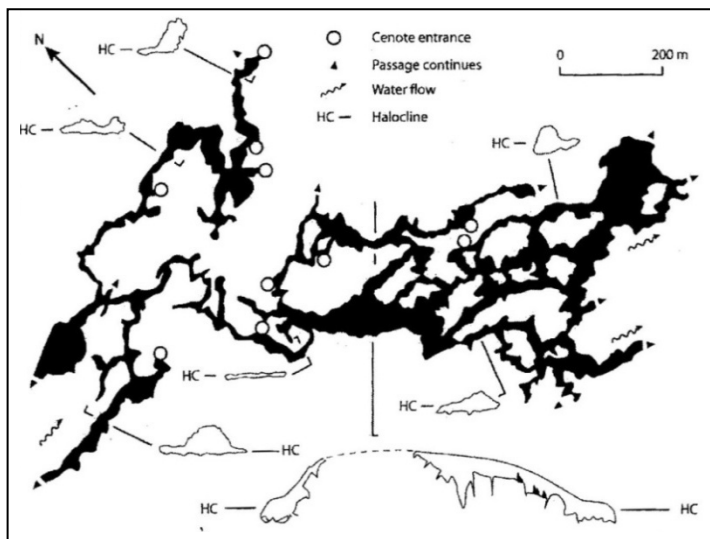 N
HC
Cenote entrance
Passage continues
Water flow
HC — Halocline
0 200 m
HC
HC
HC
HC
HC
HC
HC